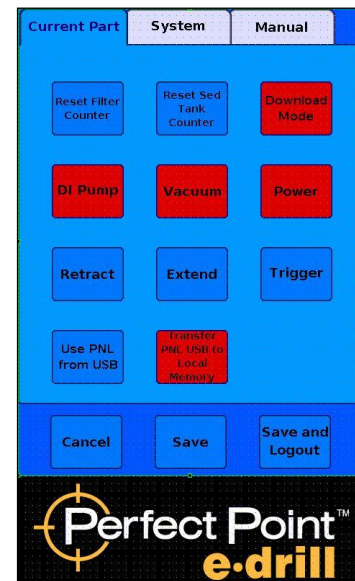 Current Part System Manual
Reset Filter
Counter
Reset Sed
Tank
Counter
Download
Mode
DI Pump
Vacuum
Power
Retract
Extend
Trigger
Use PNL
from USB
Transfer
PNL USB to
Local
Memory
Cancel
Save
Save and
Logout
Perfect Point™
e·drill